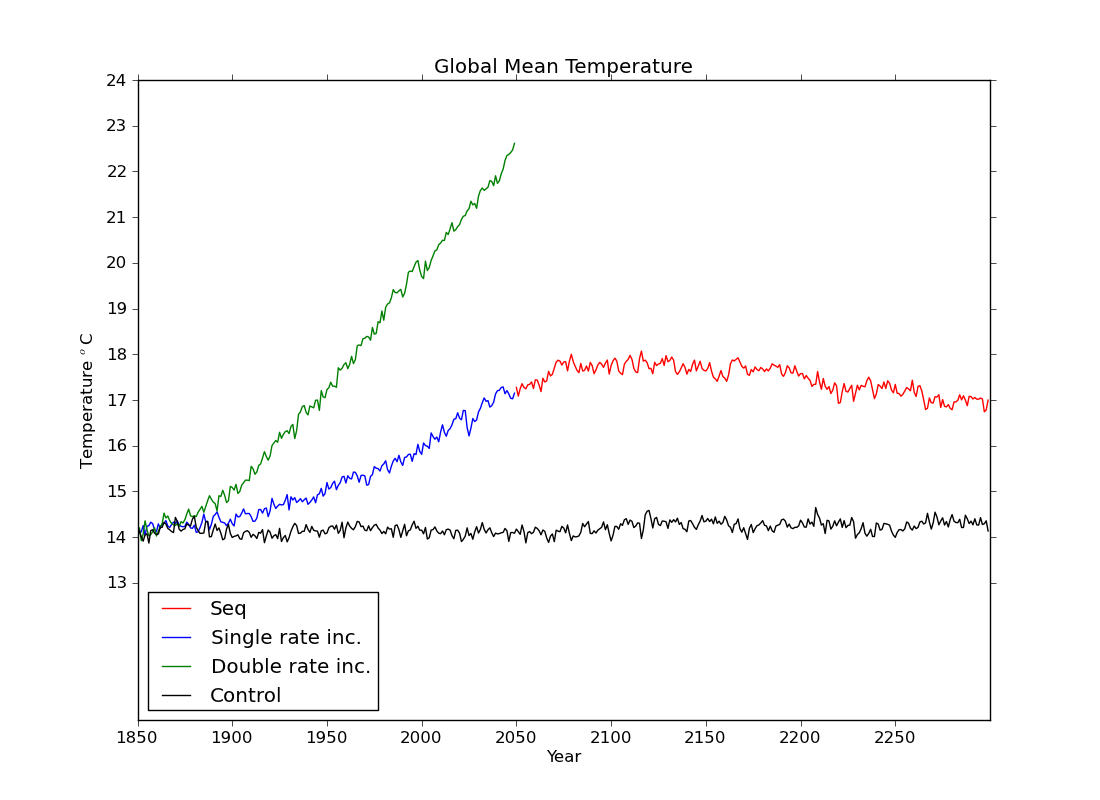 Global Mean Temperature
24
23
22
21
20
19
18
17
16
15
14
13
Temperature ° C
Seq
Single rate inc.
Double rate inc.
Control
1850 1900 1950 2000 2050 2100 2150 2200 2250
Year